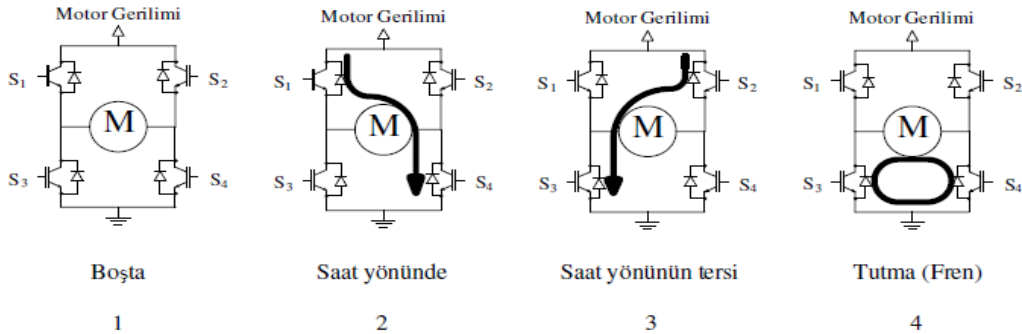 Motor Gerilimi
S1
S2
M
S3
S4
Boşta
1
Motor Gerilimi
S1
S2
M
S3
S4
Saat yönünde
2
Motor Gerilimi
S1
S2
M
S3
S4
Saat yönünün tersi
3
Motor Gerilimi
S1
S2
M
S3
S4
Tutma (Fren)
4